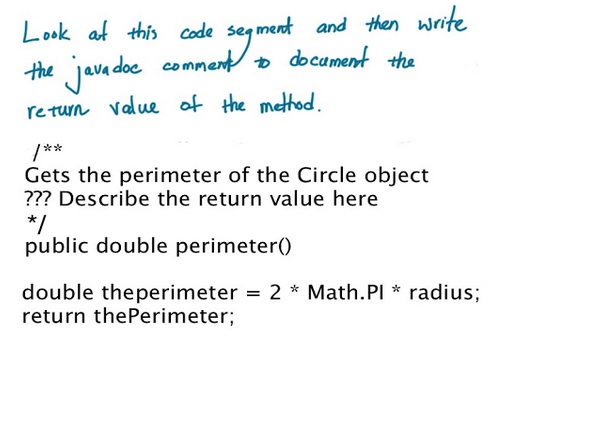 Look at this code segment and then write
the javadoc comment to document the
return value of the method.
/**
Gets the perimeter of the Circle object
??? Describe the return value here
*/
public double perimeter()
double theperimeter = 2 * Math.PI * radius;
return thePerimeter;